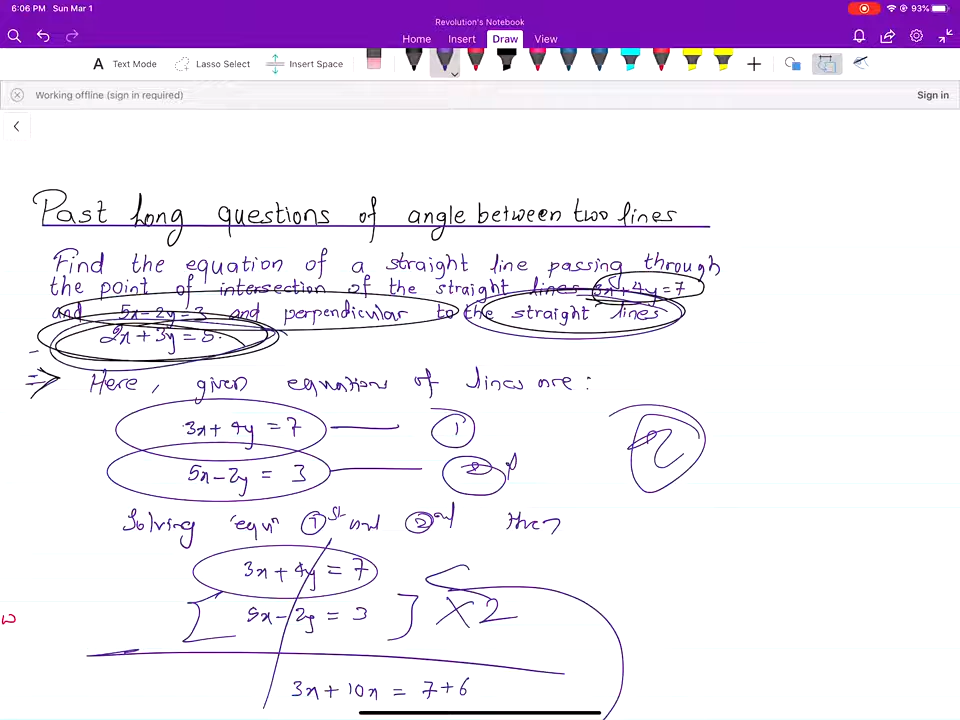 6:06 PM Sun Mar 1
93%
Revolution's Notebook
Home Insert Draw View
A Text Mode Lasso Select Insert Space
Working offline (sign in required) Sign in
Past Long questions of angle between two lines
Find the equation of a straight line passing through
the point of intersection of the straight lines 3x+4y=7
and 5x-2y=3 and perpendicular to the straight lines
2x+3y=5.
=> Here, given equations of lines are:
3x+4y=7 1
5x-2y = 3
Solving eqn 1st and 2nd then
3x+4y = 7
[ 5x-2y = 3 ] X2
3x+10x = 7+6